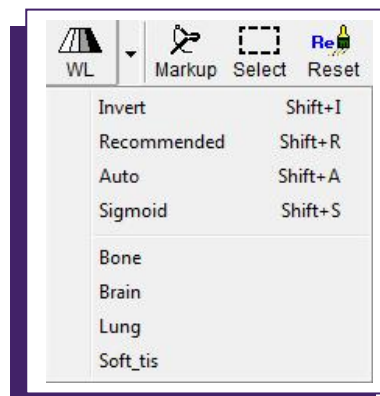 WL Markup Select Re Reset
Invert Shift+I
Recommended Shift+R
Auto Shift+A
Sigmoid Shift+S
Bone
Brain
Lung
Soft_tis